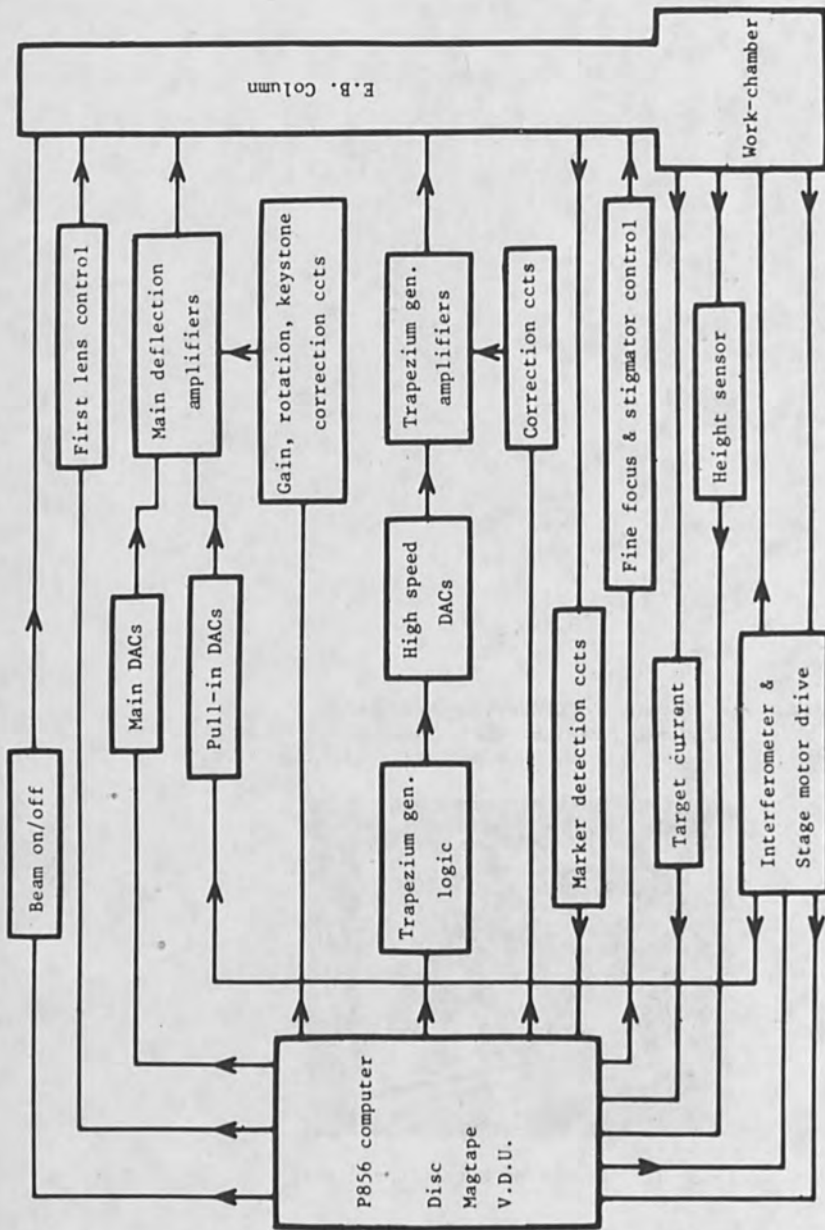 Beam on/off
First lens control
Main DACs
Main deflection
amplifiers
Pull-in DACs
Gain, rotation, keystone
correction ccts
E.B. Column
P856 computer
Disc
Magtape
V.D.U.
Trapezium gen.
logic
High speed
DACs
Trapezium gen.
amplifiers
Correction ccts
Marker detection ccts
Fine focus & stigmator control
Target current
Height sensor
Interferometer &
Stage motor drive
Work-chamber